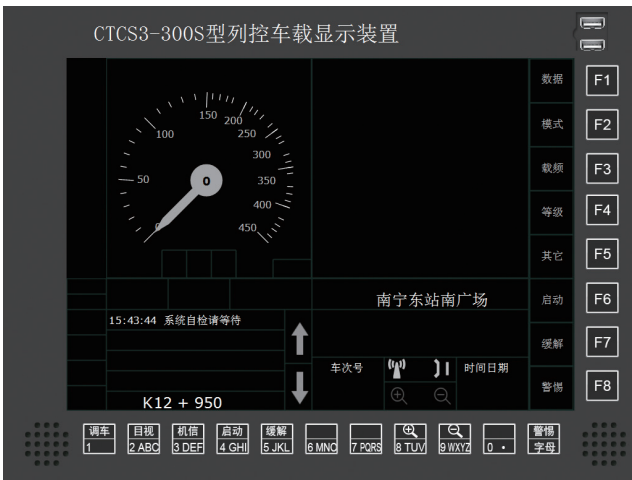 CTCS3-300S型列控车载显示装置
数据 F1
模式 F2
载频 F3
等级 F4
其它 F5
启动 F6
缓解 F7
警惕 F8
0
50
100
150
200
250
300
350
400
450
0
南宁东站南广场
15:43:44 系统自检请等待
车次号
时间日期
K12 + 950
调车 目视 机信 启动 缓解 警惕
1 2 ABC 3 DEF 4 GHI 5 JKL 6 MNO 7 PQRS 8 TUV 9 WXYZ 0 · 字母